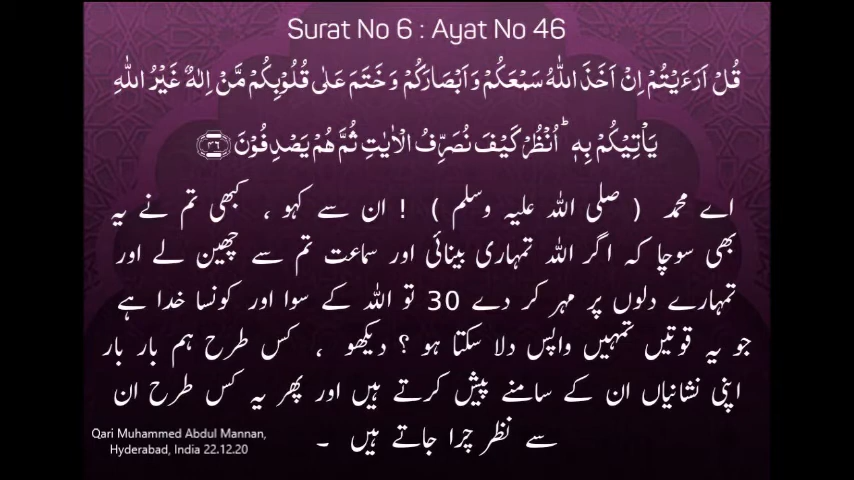 Surat No 6 : Ayat No 46
قُلْ اَرَءَيْتُمْ اِنْ اَخَذَ اللّٰهُ سَمْعَكُمْ وَاَبْصَارَكُمْ وَخَتَمَ عَلٰى قُلُوْبِكُمْ مَّنْ اِلٰهٌ غَيْرُ اللّٰهِ
يَاْتِيْكُمْ بِهٖ ؕ اُنْظُرْ كَيْفَ نُصَرِّفُ الْاٰيٰتِ ثُمَّ هُمْ يَصْدِفُوْنَ ﴿۴۶﴾
اے محمد ( صلی اللہ علیہ وسلم ) ! ان سے کہو ، کبھی تم نے یہ
بھی سوچا کہ اگر اللہ تمہاری بینائی اور سماعت تم سے چھین لے اور
تمہارے دلوں پر مہر کر دے 30 تو اللہ کے سوا اور کونسا خدا ہے
جو یہ قوتیں تمہیں واپس دلا سکتا ہو ؟ دیکھو ، کس طرح ہم بار بار
اپنی نشانیاں ان کے سامنے پیش کرتے ہیں اور پھر یہ کس طرح ان
سے نظر چرا جاتے ہیں ۔
Qari Muhammed Abdul Mannan,
Hyderabad, India 22.12.20